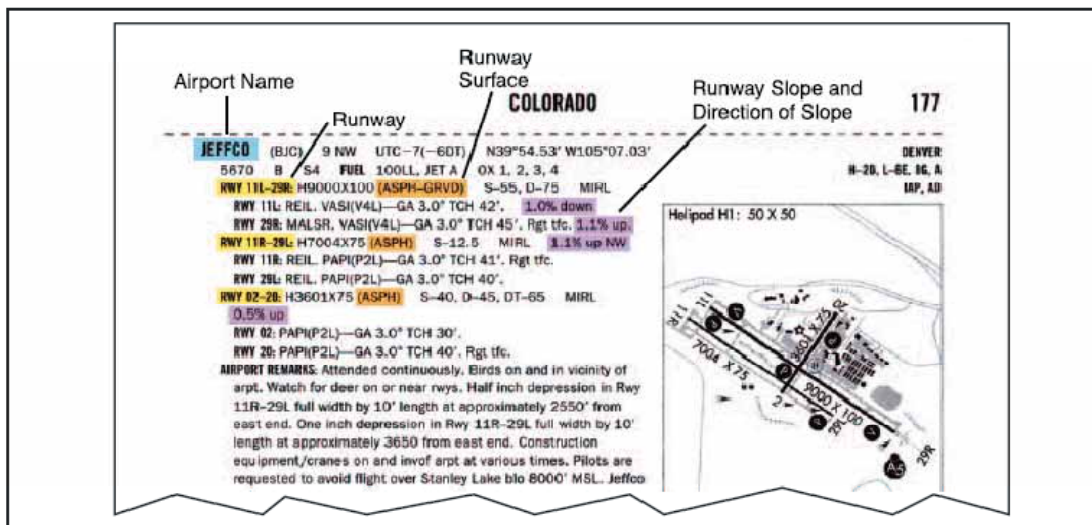 Airport Name
Runway
Runway
Surface
Runway Slope and
Direction of Slope
COLORADO 177
JEFFCO (BJC) 9 NW UTC–7(–6DT) N39°54.53′ W105°07.03′ DENVER
5670 B S4 FUEL 100LL, JET A OX 1, 2, 3, 4 H–2D, L–6E, 8G, A
IAP, AD
RWY 11L–29R: H9000X100 (ASPH–GRVD) S–55, D–75 MIRL
RWY 11L: REIL. VASI(V4L)—GA 3.0° TCH 42′. 1.0% down
RWY 29R: MALSR. VASI(V4L)—GA 3.0° TCH 45′. Rgt tfc. 1.1% up.
RWY 11R–29L: H7004X75 (ASPH) S–12.5 MIRL 1.1% up NW
RWY 11R: REIL. PAPI(P2L)—GA 3.0° TCH 41′. Rgt tfc.
RWY 29L: REIL. PAPI(P2L)—GA 3.0° TCH 40′.
RWY 02–20: H3601X75 (ASPH) S–40, D–45, DT–65 MIRL
0.5% up
RWY 02: PAPI(P2L)—GA 3.0° TCH 30′.
RWY 20: PAPI(P2L)—GA 3.0° TCH 40′. Rgt tfc.
AIRPORT REMARKS: Attended continuously. Birds on and in vicinity of
arpt. Watch for deer on or near rwys. Half inch depression in Rwy
11R–29L full width by 10′ length at approximately 2550′ from
east end. One inch depression in Rwy 11R–29L full width by 10′
length at approximately 3650 from east end. Construction
equipment/cranes on and invof arpt at various times. Pilots are
requested to avoid flight over Stanley Lake blo 8000′ MSL. Jeffco
Helipad H1: 50 X 50
11L
11R
20
3601 X 75
7004 X 75
9000 X 100
2
29L
29R
A5